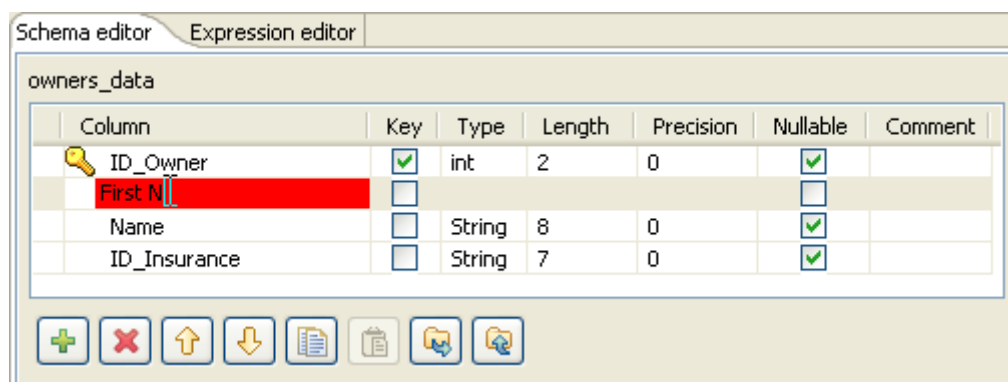 Schema editor Expression editor
owners_data
Column Key Type Length Precision Nullable Comment
ID_Owner int 2 0
First N
Name String 8 0
ID_Insurance String 7 0